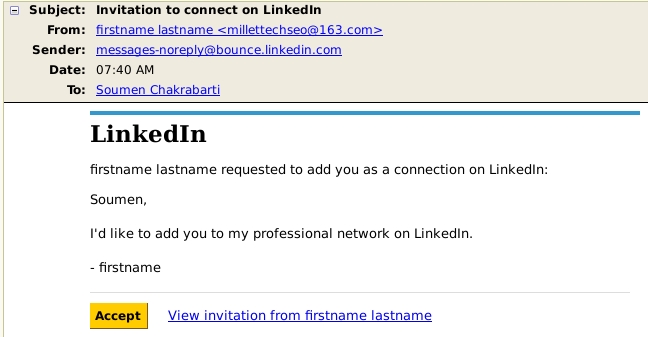 Subject: Invitation to connect on LinkedIn
From: firstname lastname <millettechseo@163.com>
Sender: messages-noreply@bounce.linkedin.com
Date: 07:40 AM
To: Soumen Chakrabarti
LinkedIn
firstname lastname requested to add you as a connection on LinkedIn:
Soumen,
I'd like to add you to my professional network on LinkedIn.
- firstname
Accept View invitation from firstname lastname